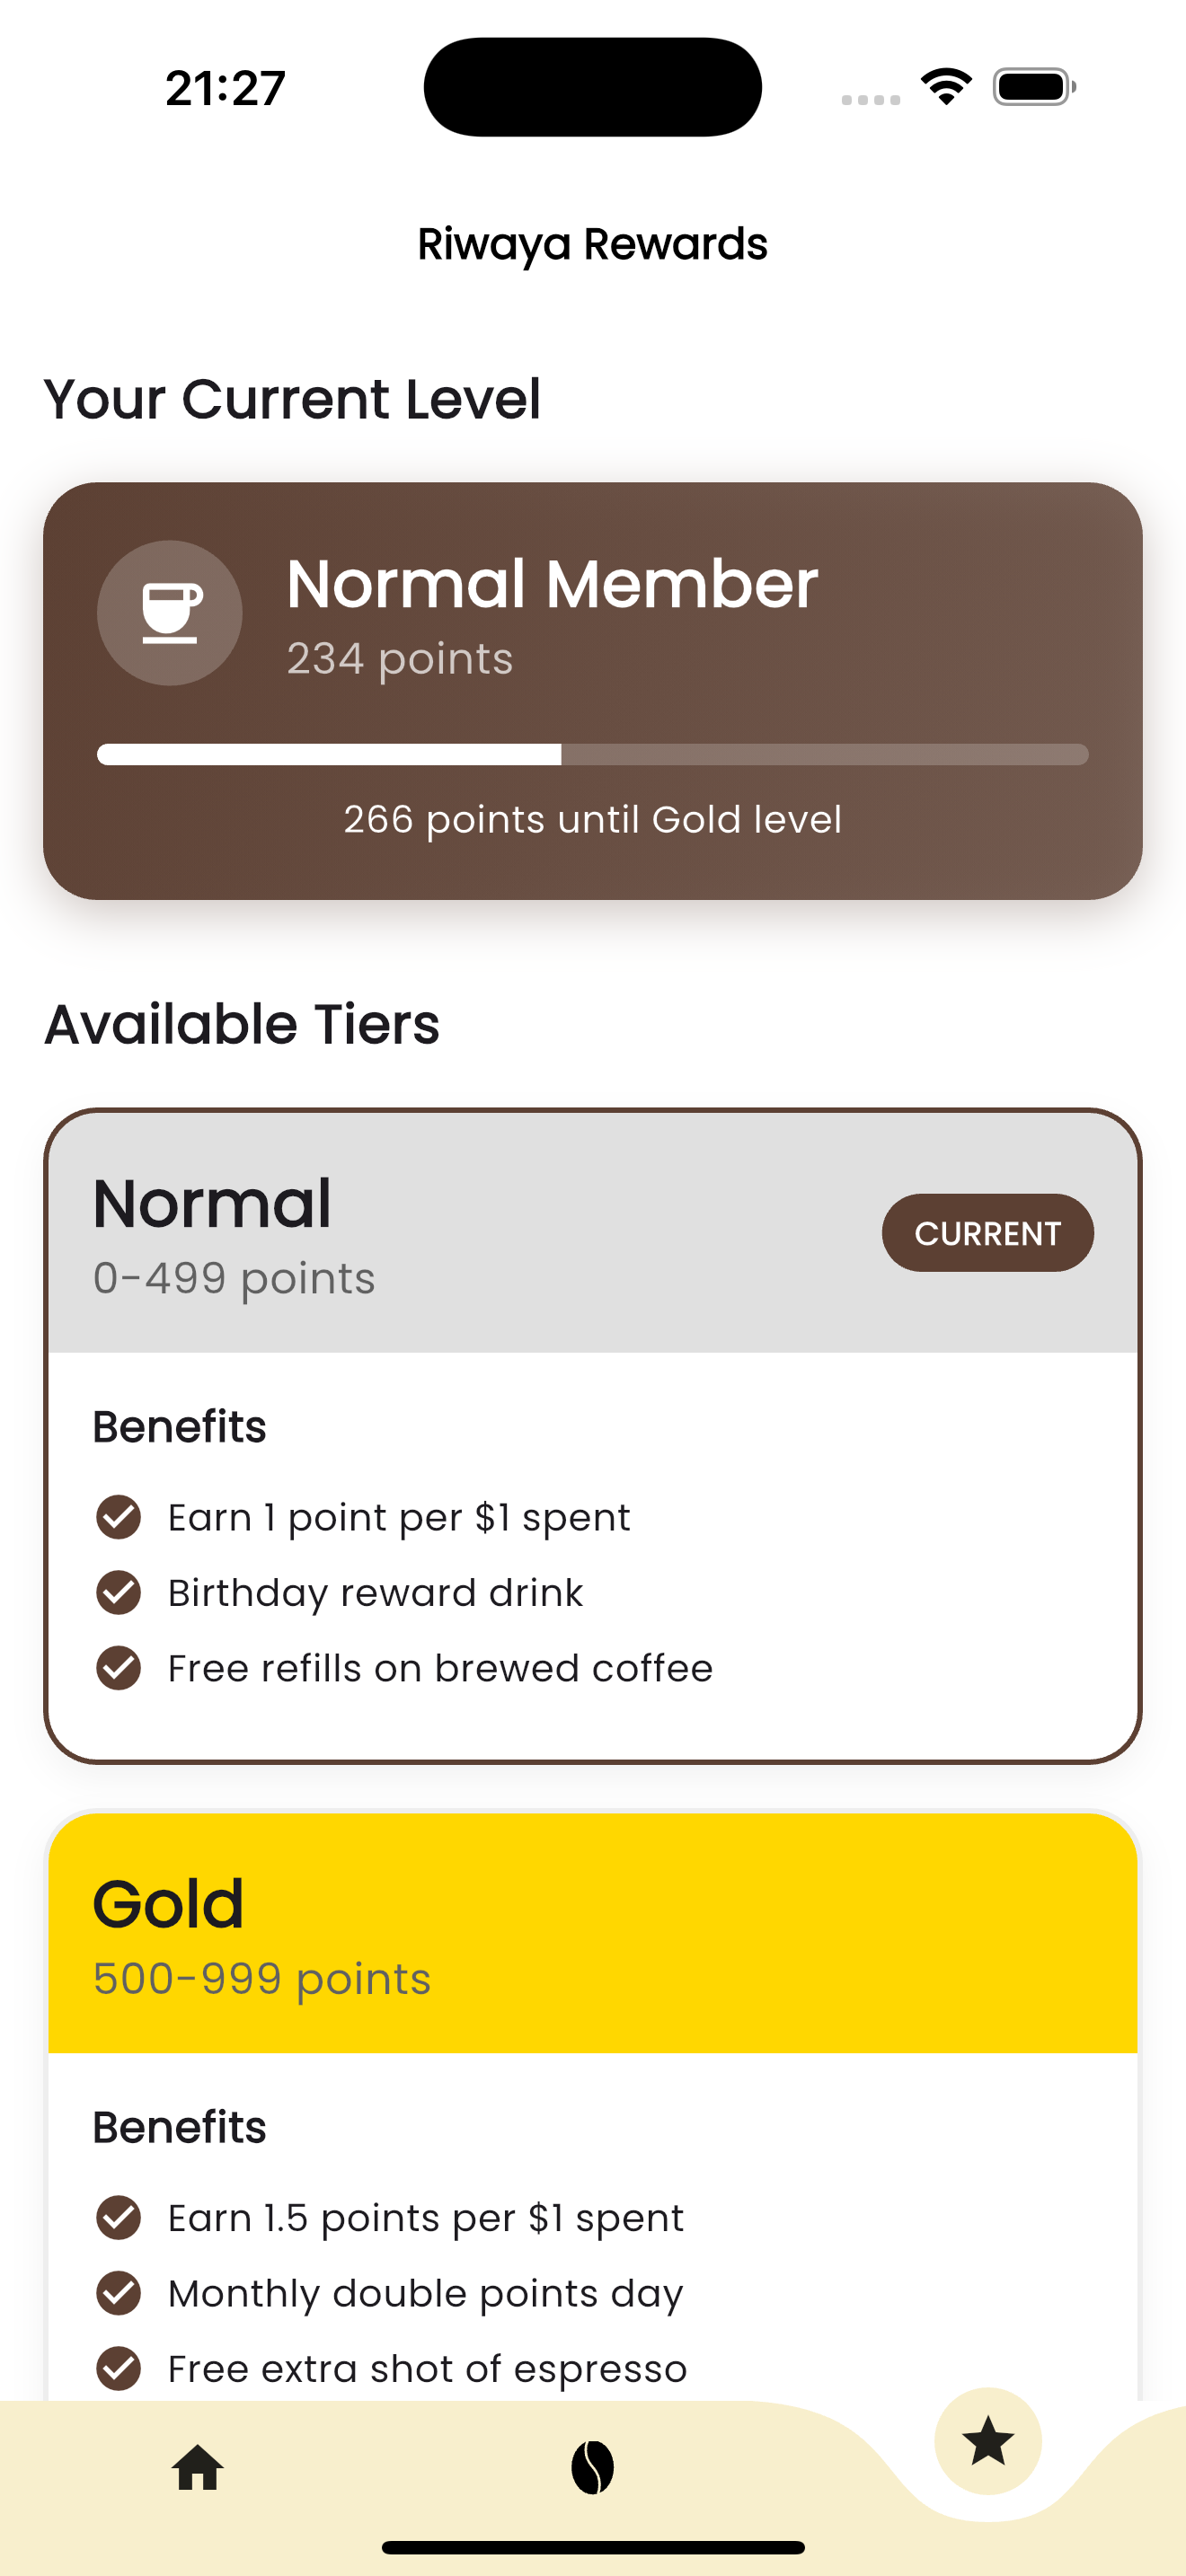 21:27
Riwaya Rewards
Your Current Level
Normal Member
234 points
266 points until Gold level
Available Tiers
Normal
0-499 points
CURRENT
Benefits
Earn 1 point per $1 spent
Birthday reward drink
Free refills on brewed coffee
Gold
500-999 points
Benefits
Earn 1.5 points per $1 spent
Monthly double points day
Free extra shot of espresso